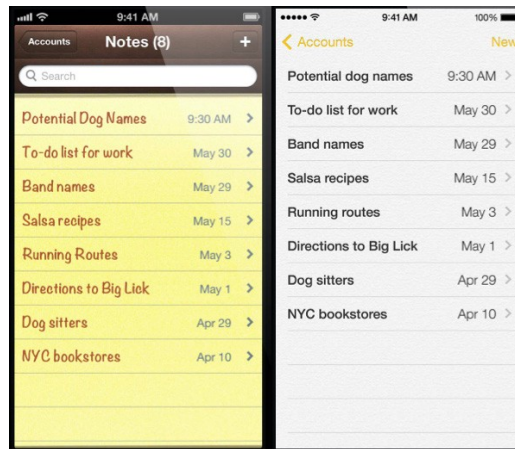 9:41 AM
Accounts
Notes (8)
+
Search
Potential Dog Names 9:30 AM
To-do list for work May 30
Band names May 29
Salsa recipes May 15
Running Routes May 3
Directions to Big Lick May 1
Dog sitters Apr 29
NYC bookstores Apr 10
9:41 AM 100%
Accounts New
Potential dog names 9:30 AM
To-do list for work May 30
Band names May 29
Salsa recipes May 15
Running routes May 3
Directions to Big Lick May 1
Dog sitters Apr 29
NYC bookstores Apr 10